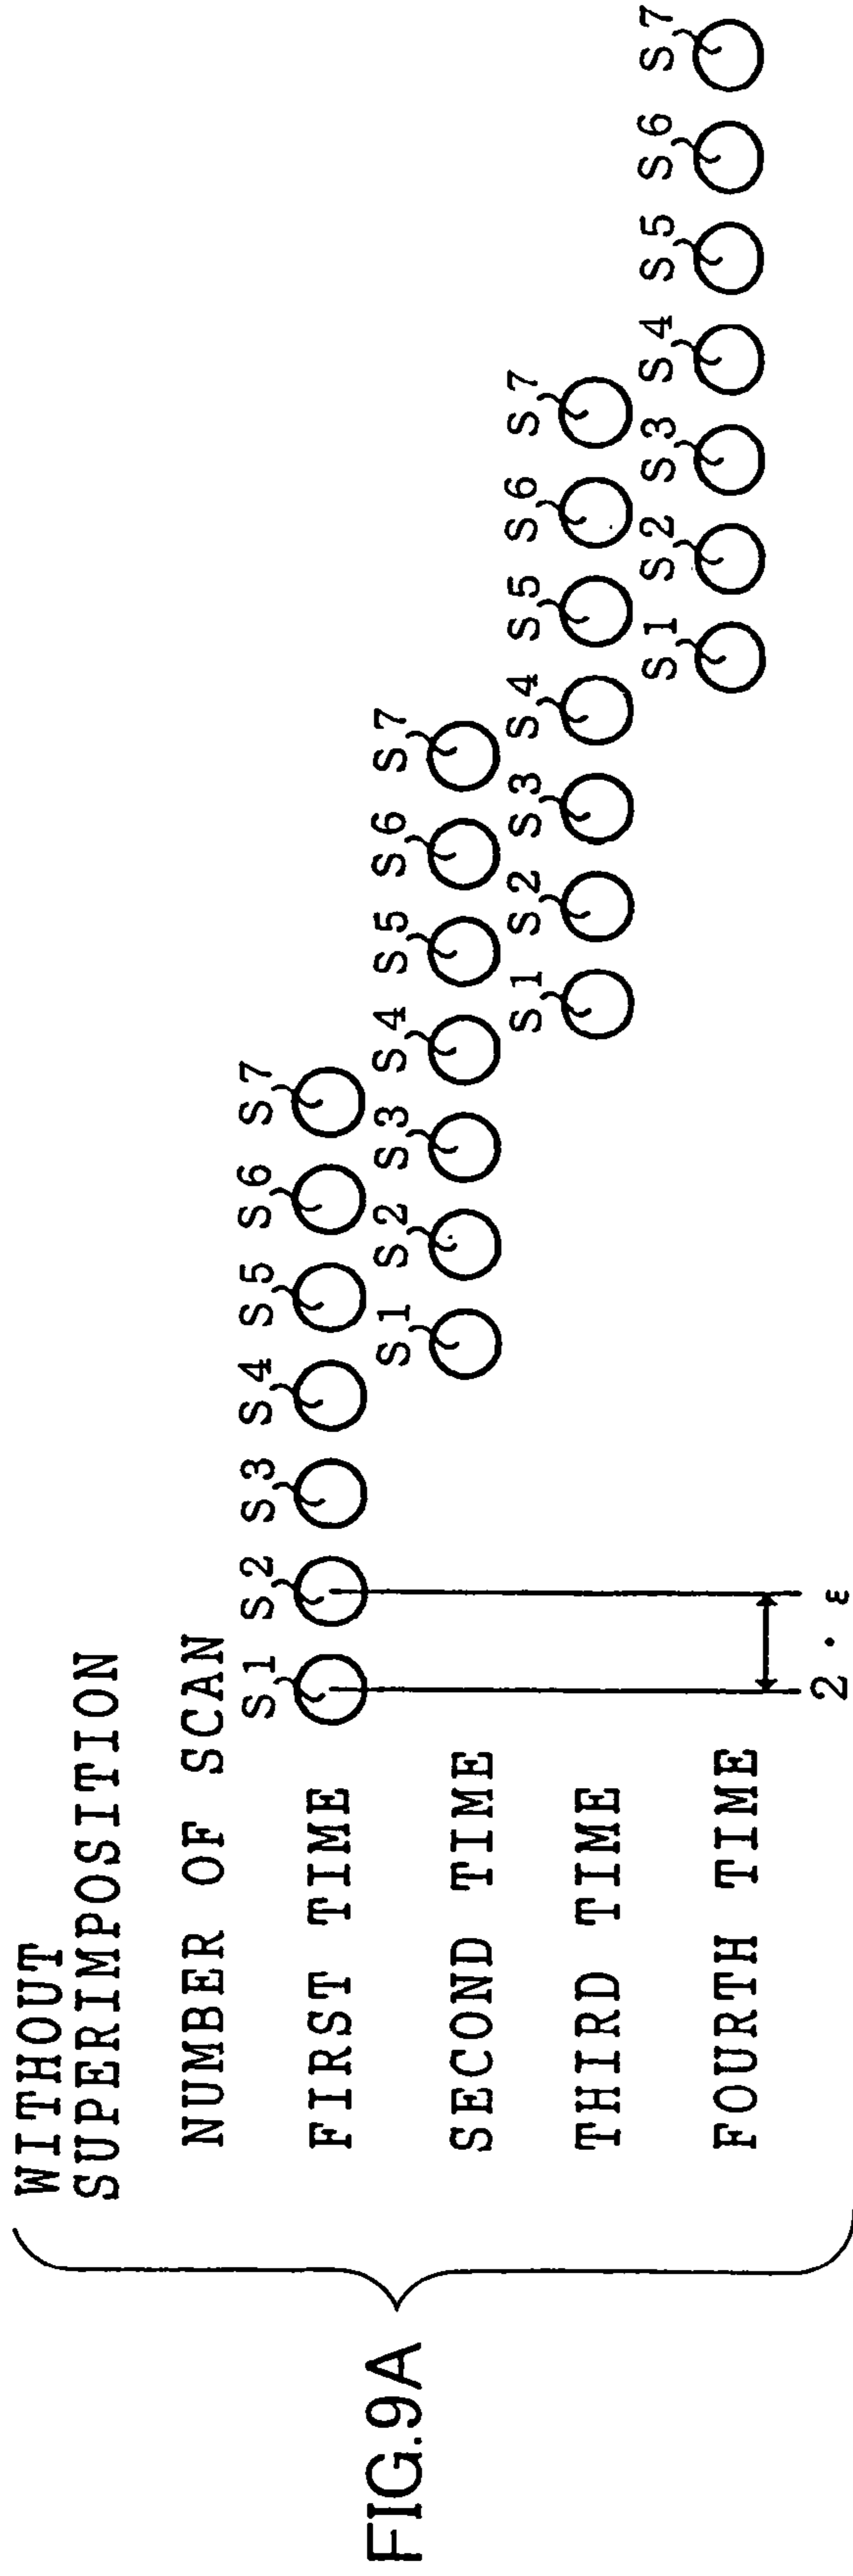 WITHOUT
SUPERIMPOSITION
NUMBER OF SCAN
S1 S2 S3 S4 S5 S6 S7
FIRST TIME
S1 S2 S3 S4 S5 S6 S7
SECOND TIME
S1 S2 S3 S4 S5 S6 S7
THIRD TIME
S1 S2 S3 S4 S5 S6 S7
FOURTH TIME
2・ε
FIG.9A